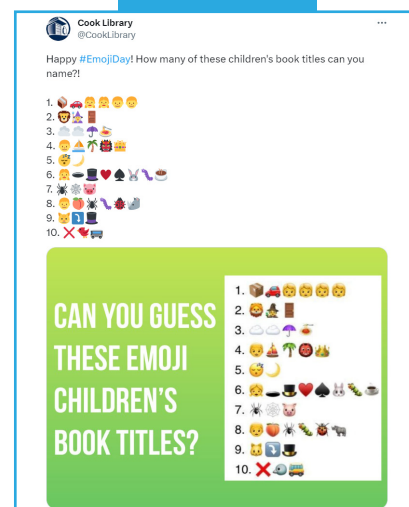 Cook Library
@CookLibrary
Happy #EmojiDay! How many of these children's book titles can you
name?!
1. 📦🚗👧👧👦👦
2. 🦁🧙‍♀️🚪
3. ☁️☁️☂️🍝
4. 👦⛵🌴👹👑
5. 😴🌙
6. 👧🕳️🎩♥️♠️🐰🐛☕
7. 🕷️🕸️🐷
8. 👦🍑🕷️🐛🐞🦏
9. 🐱⤵️🎩
10. ❌🐦🚌
CAN YOU GUESS
THESE EMOJI
CHILDREN'S
BOOK TITLES?
1. 📦🚗👧👧👦👦
2. 🦁🧙‍♀️🚪
3. ☁️☁️☂️🍝
4. 👦⛵🌴👹👑
5. 😴🌙
6. 👧🕳️🎩♥️♠️🐰🐛☕
7. 🕷️🕸️🐷
8. 👦🍑🕷️🐛🐞🦏
9. 🐱⤵️🎩
10. ❌🐦🚌